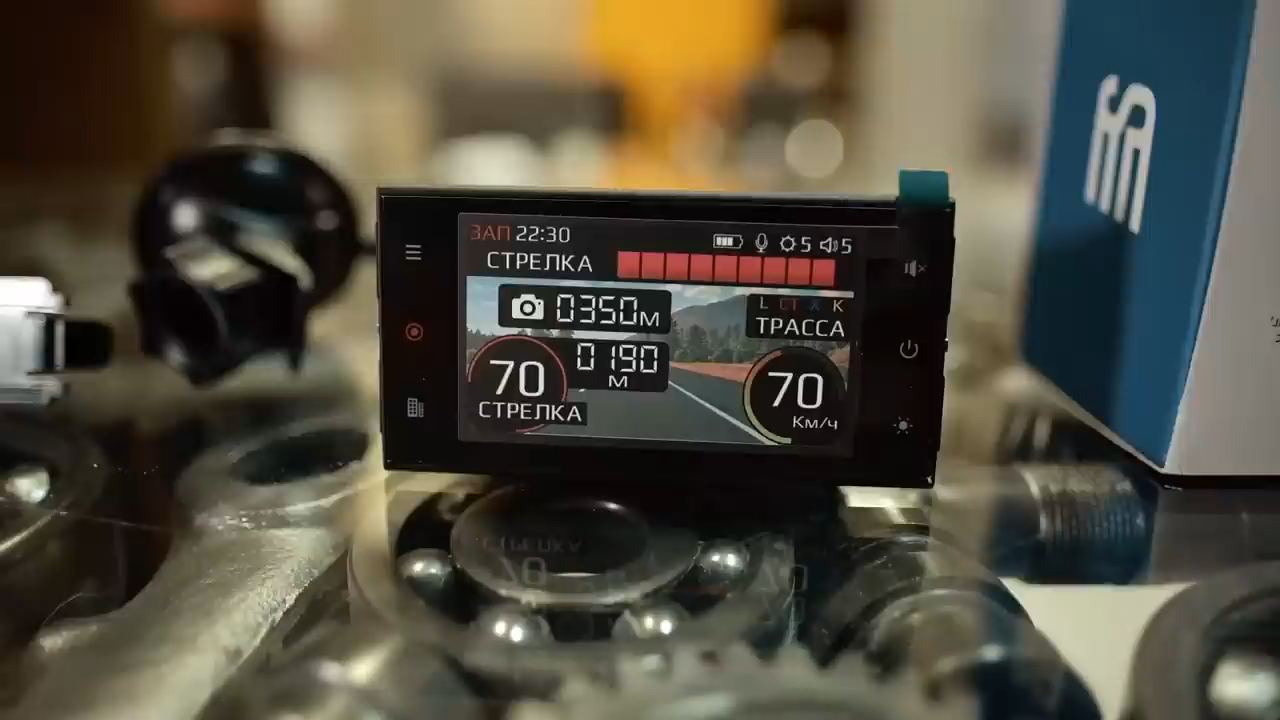 ЗАП 22:30
5 5
СТРЕЛКА
0350М
L СТ X K
ТРАССА
0190
М
70
СТРЕЛКА
70
Км/ч